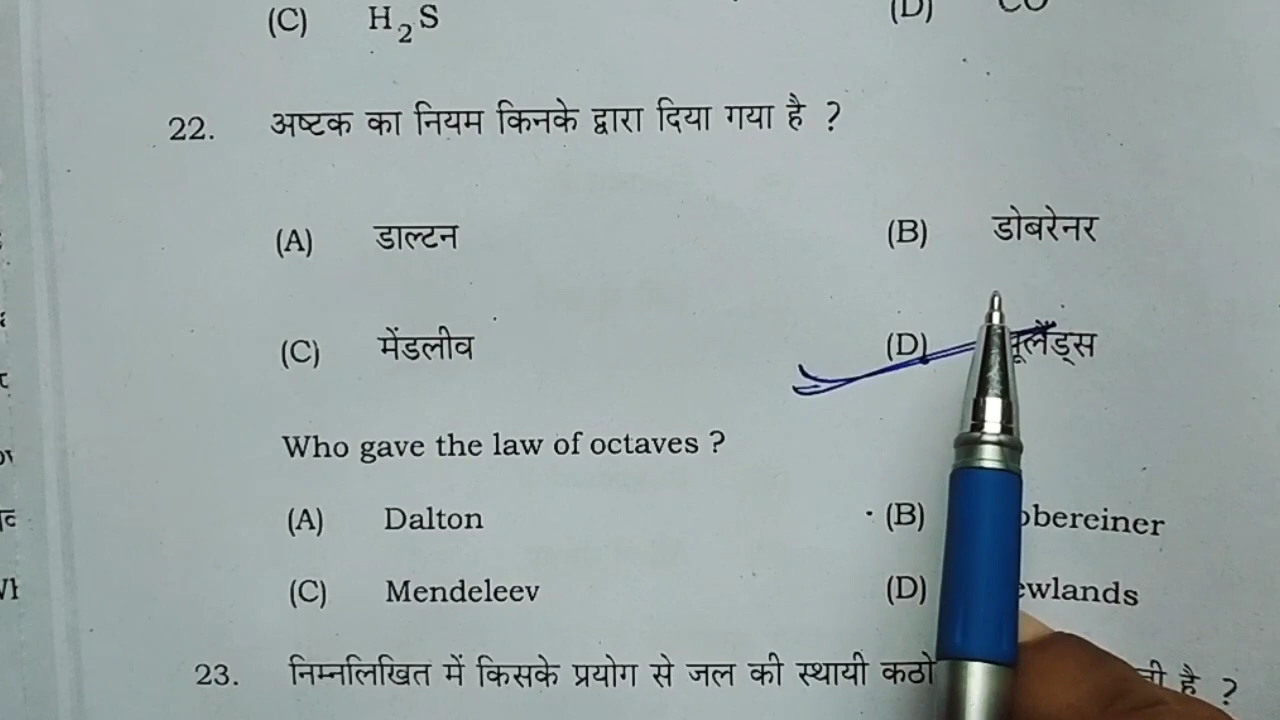 (C) H₂S (D) CO
22. अष्टक का नियम किनके द्वारा दिया गया है ?
(A) डाल्टन (B) डोबरेनर
(C) मेंडलीव (D)
Who gave the law of octaves ?
(A) Dalton (B)
(C) Mendeleev (D)
23. निम्नलिखित में किसके प्रयोग से जल की स्थायी है ?